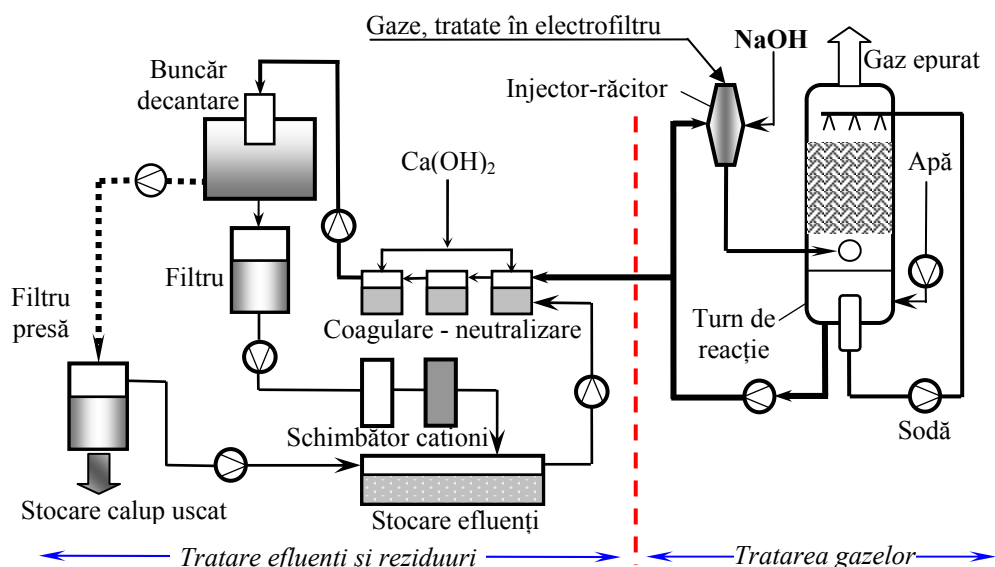 Gaze, tratate în electrofiltru
NaOH
Gaz epurat
Buncăr
decantare
Injector-răcitor
Ca(OH)2
Apă
Filtru
Filtru
presă
Coagulare - neutralizare
Turn de
reacție
Schimbător cationi
Sodă
Stocare calup uscat
Stocare efluenți
Tratare efluenti si reziduuri
Tratarea gazelor